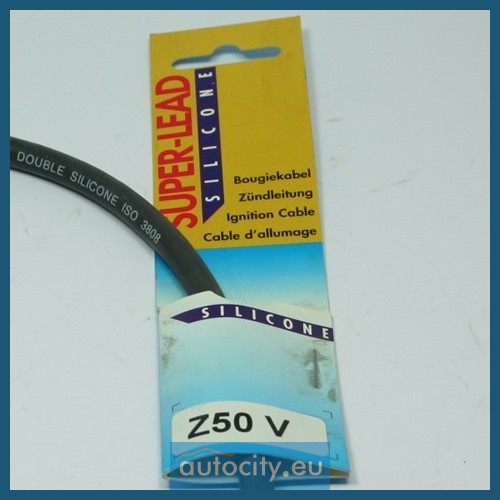 SUPER-LEAD
SILICONE
Bougiekabel
Zündleitung
Ignition Cable
Cable d'allumage
DOUBLE SILICONE ISO 3808
SILICONE
Z50 V
autocity.eu